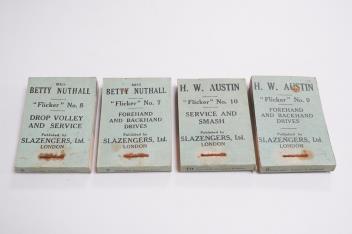 MISS
BETTY NUTHALL
"Flicker" No. 8
DROP VOLLEY
AND SERVICE
Published by
SLAZENGERS, Ltd.
LONDON
MISS
BETTY NUTHALL
"Flicker" No. 7
FOREHAND
AND BACKHAND
DRIVES
Published by
SLAZENGERS, Ltd.
LONDON
H. W. AUSTIN
"Flicker" No. 10
SERVICE AND
SMASH
Published by
SLAZENGERS, Ltd.
LONDON
H. W. AUSTIN
"Flicker" No. 9
FOREHAND
AND BACKHAND
DRIVES
Published by
SLAZENGERS, Ltd.
LONDON